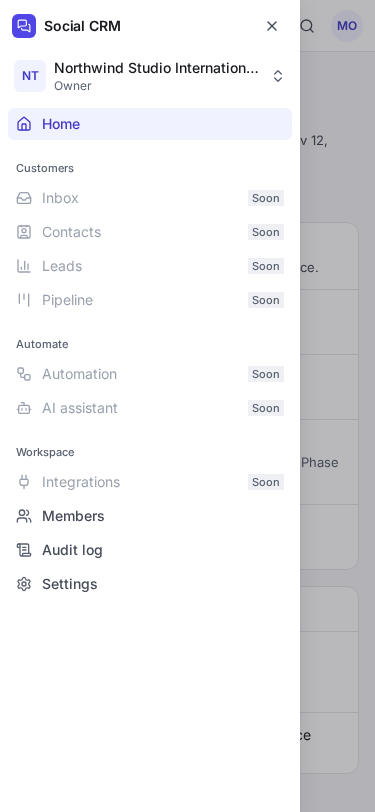 Social CRM
MO
NT
Northwind Studio Internation...
Owner
Home
v 12,
Customers
Inbox Soon
Contacts Soon
Leads Soon
ce.
Pipeline Soon
Automate
Automation Soon
AI assistant Soon
Workspace
Phase
Integrations Soon
Members
Audit log
Settings
ce